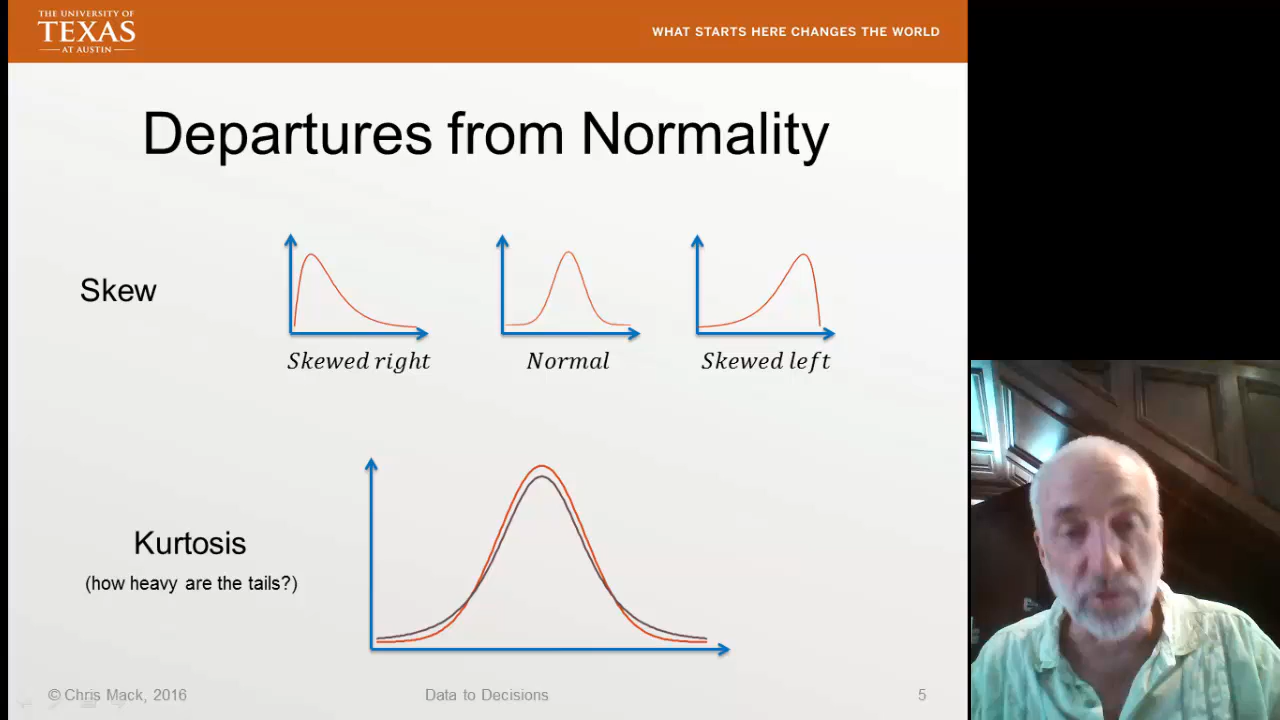 THE UNIVERSITY OF
TEXAS
AT AUSTIN
WHAT STARTS HERE CHANGES THE WORLD
Departures from Normality
Skew
Skewed right
Normal
Skewed left
Kurtosis
(how heavy are the tails?)
© Chris Mack, 2016
Data to Decisions
5